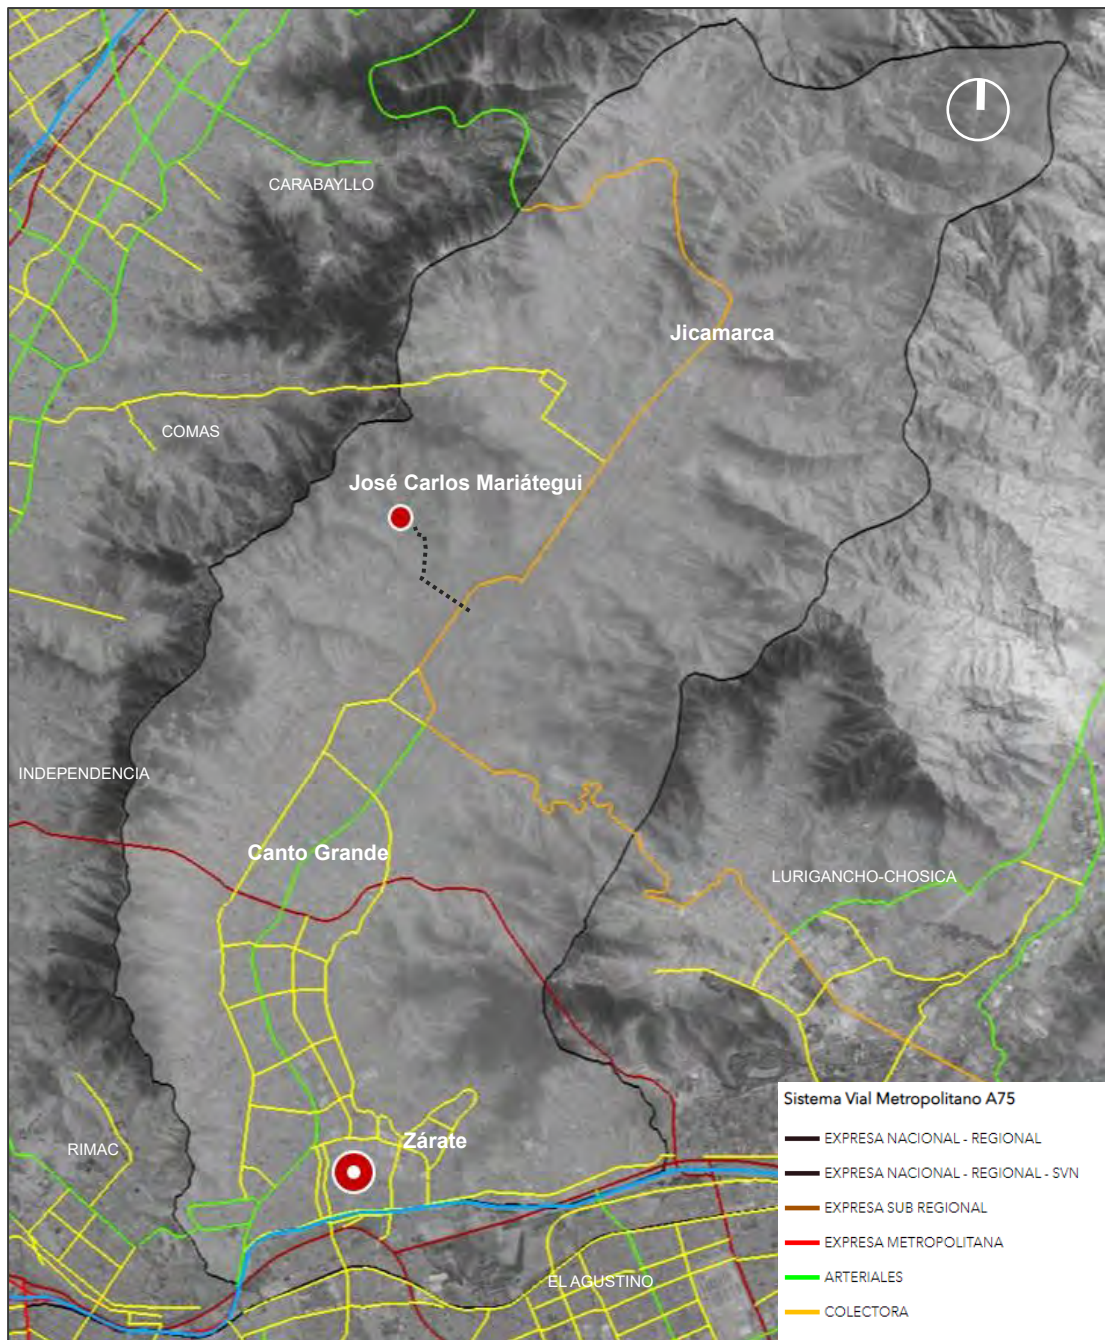 CARABAYLLO
Jicamarca
COMAS
José Carlos Mariátegui
INDEPENDENCIA
Canto Grande
LURIGANCHO-CHOSICA
RIMAC
Zárate
EL AGUSTINO
Sistema Vial Metropolitano A75
EXPRESA NACIONAL - REGIONAL
EXPRESA NACIONAL - REGIONAL - SVN
EXPRESA SUB REGIONAL
EXPRESA METROPOLITANA
ARTERIALES
COLECTORA